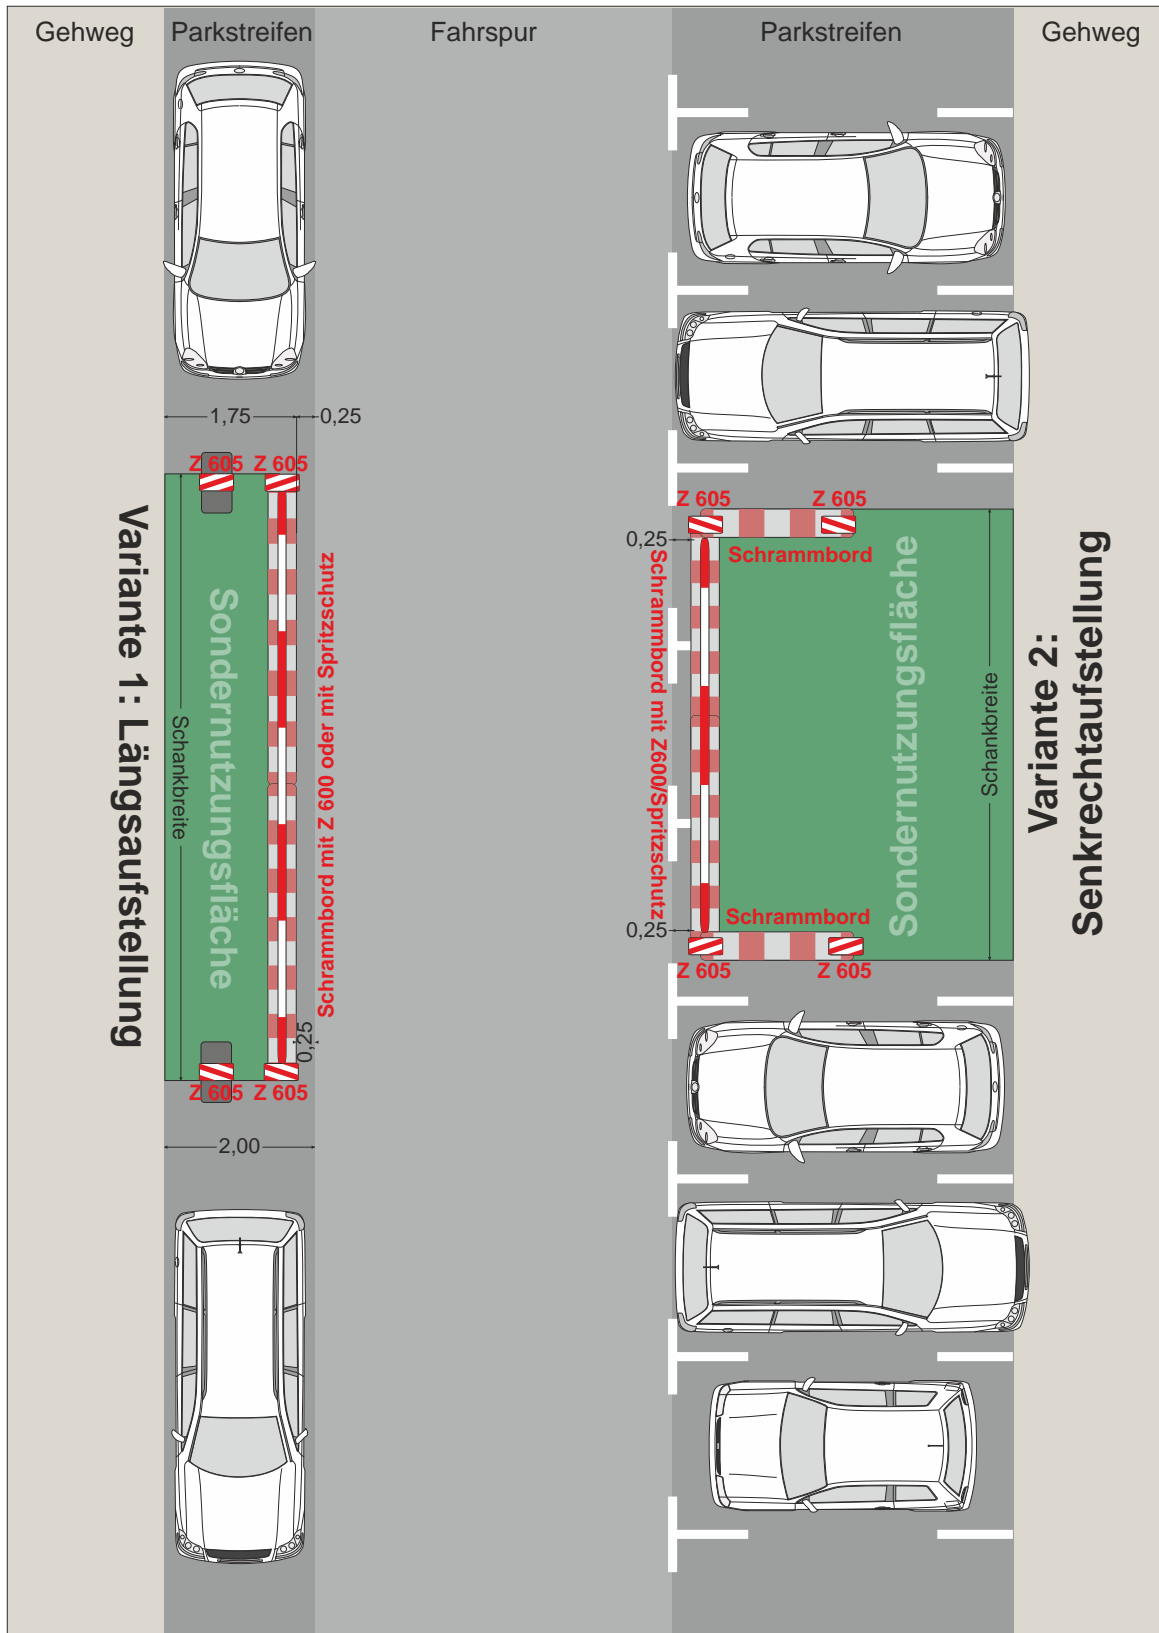 Gehweg
Parkstreifen
Fahrspur
Parkstreifen
Gehweg
1,75
0,25
Z 605
Z 605
Variante 1: Längsaufstellung
Schankbreite
Sondernutzungsfläche
Schrammbord mit Z 600 oder mit Spritzschutz
0,25
Z 605
Z 605
2,00
Z 605
Z 605
0,25
Schrammbord
Schrammbord mit Z600/Spritzschutz
Sondernutzungsfläche
Schankbreite
Variante 2:
Senkrechtaufstellung
Schrammbord
0,25
Z 605
Z 605